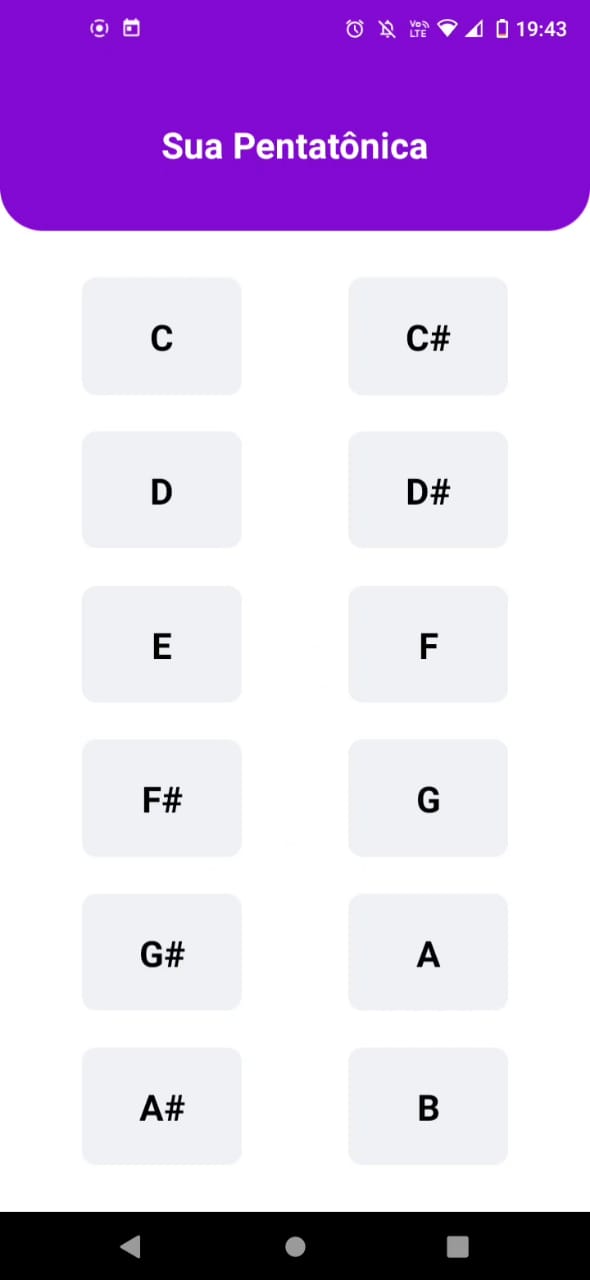 Vo LTE 19:43
Sua Pentatônica
C C#
D D#
E F
F# G
G# A
A# B